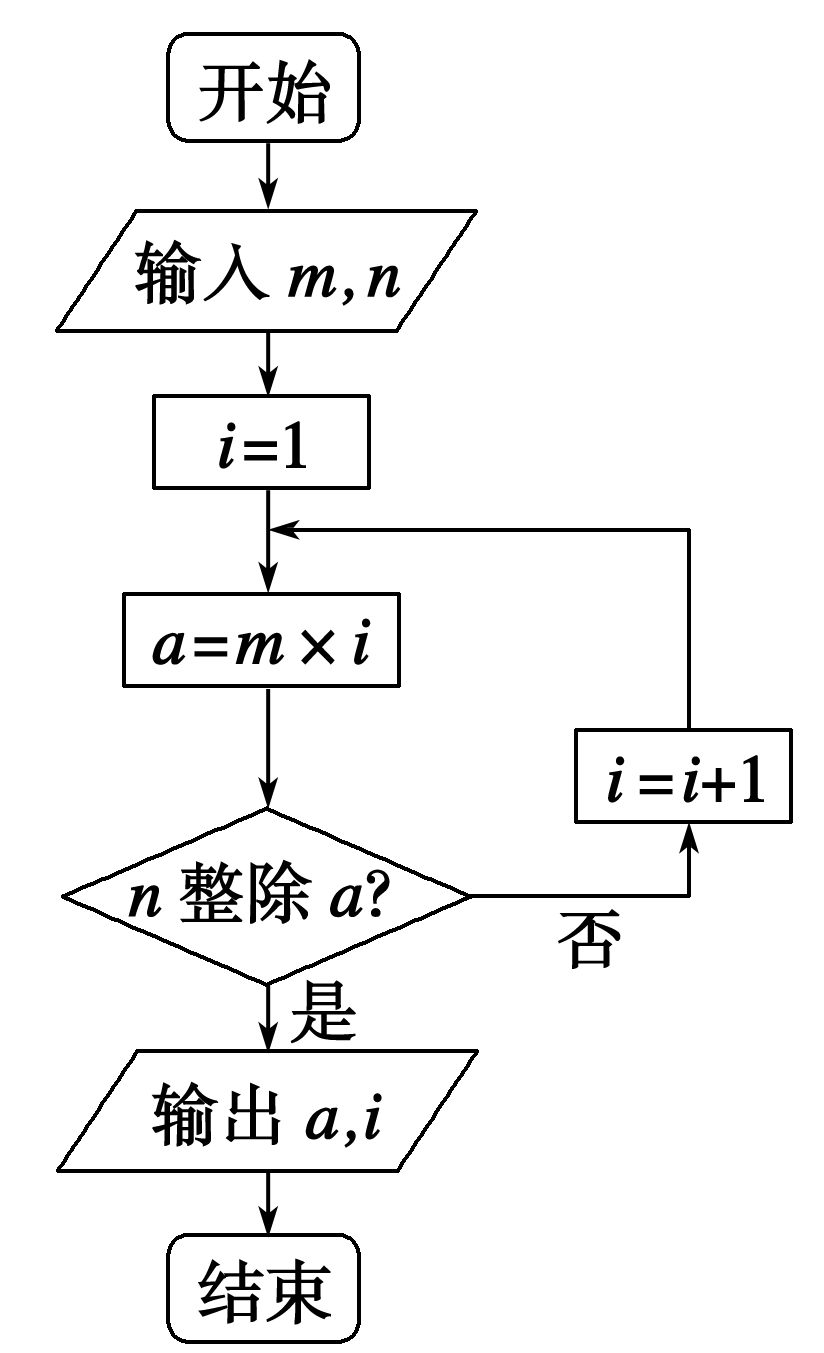 开始
输入 m,n
i=1
a=m×i
i=i+1
n 整除 a?
否
是
输出 a,i
结束